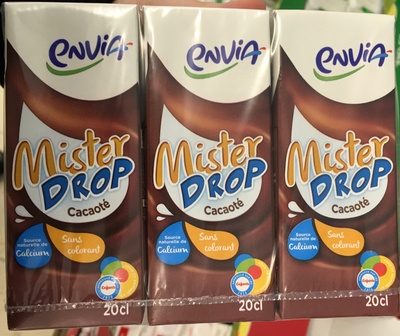 enviA
Mister
DROP
Cacaoté
Source
naturelle de
Calcium
Sans
colorant
20cl
enviA
Mister
DROP
Cacaoté
Source
naturelle de
Calcium
Sans
colorant
20cl
enviA
Mister
DROP
Cacaoté
Source
naturelle de
Calcium
Sans
colorant
20cl